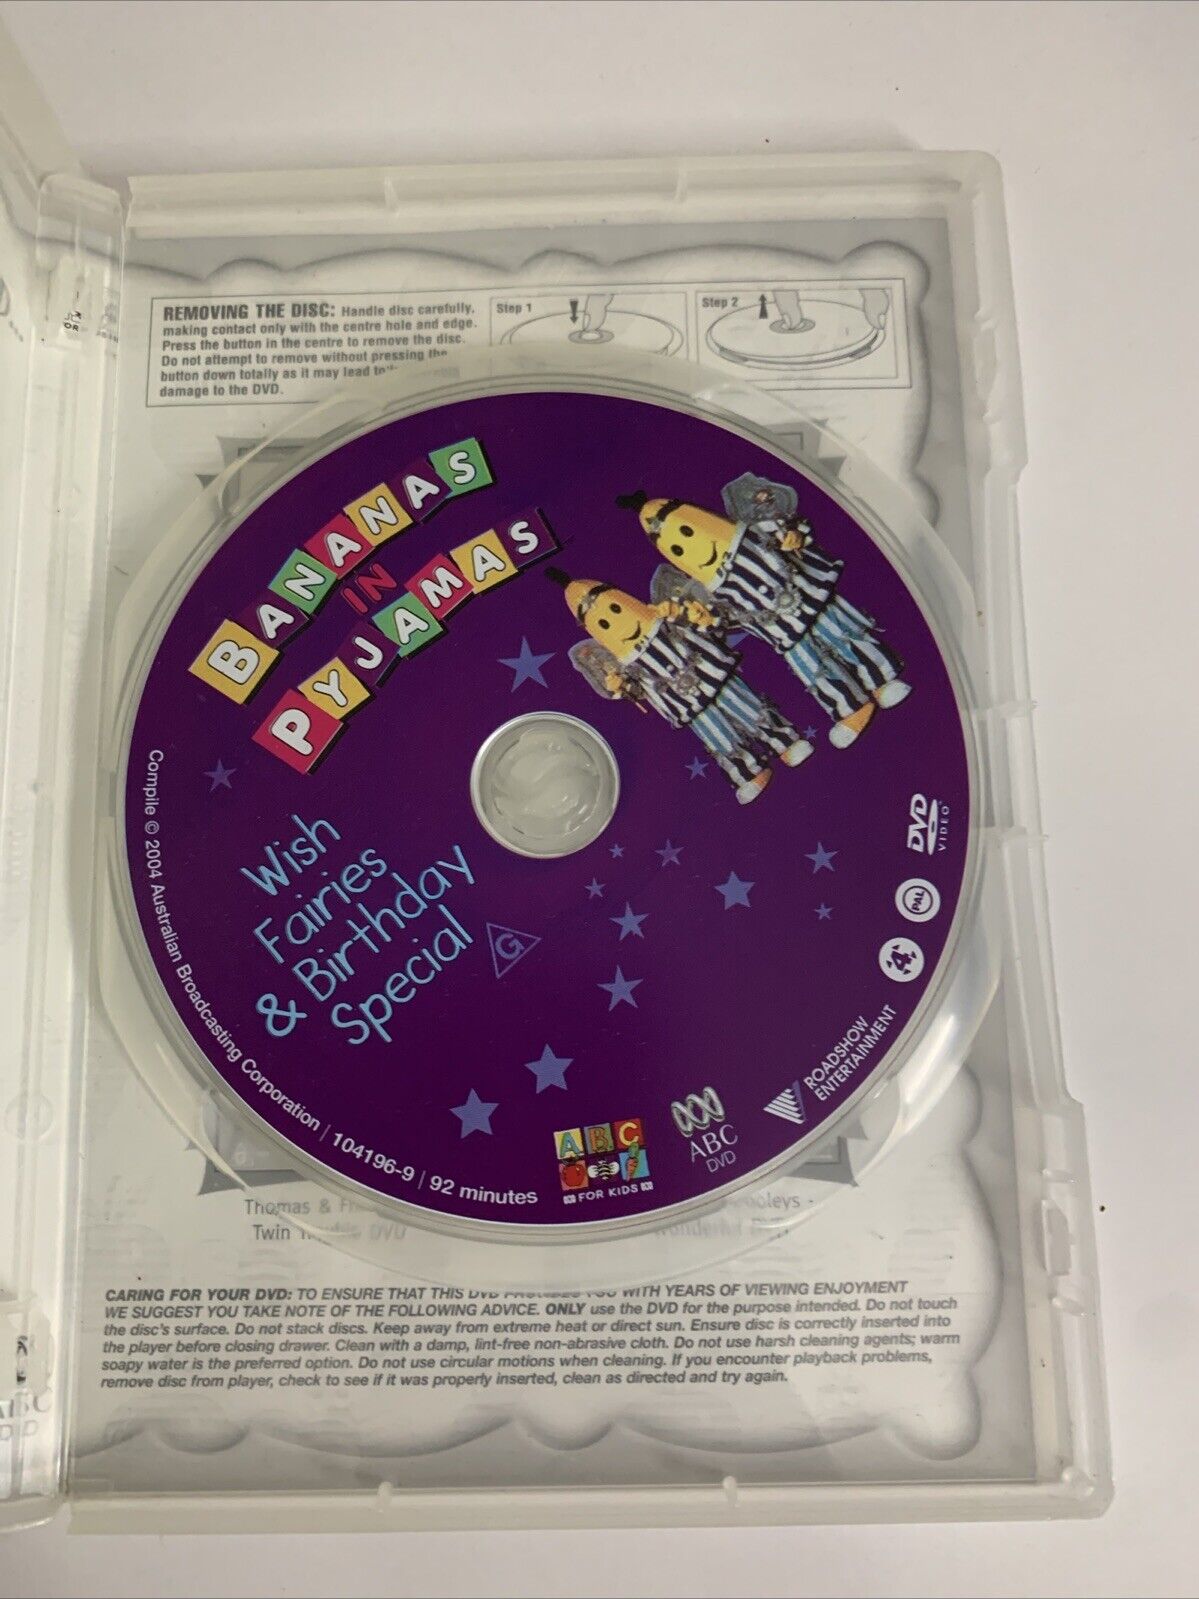 REMOVING THE DISC: Handle disc carefully,
making contact only with the centre hole and edge.
Press the button in the centre to remove the disc.
Do not attempt to remove without pressing the
button down totally as it may lead to
damage to the DVD.
Step 1
Step 2
BANANAS
IN
PYJAMAS
Wish
Fairies
& Birthday
Special
G
DVD
VIDEO
PAL
4
ROADSHOW
ENTERTAINMENT
ABC
DVD
ABC
FOR KIDS
Compile © 2004 Australian Broadcasting Corporation | 104196-9 | 92 minutes
Thomas &
Twin DVD
CARING FOR YOUR DVD: TO ENSURE THAT THIS DVD PROVIDES YOU WITH YEARS OF VIEWING ENJOYMENT
WE SUGGEST YOU TAKE NOTE OF THE FOLLOWING ADVICE. ONLY use the DVD for the purpose intended. Do not touch
the disc's surface. Do not stack discs. Keep away from extreme heat or direct sun. Ensure disc is correctly inserted into
the player before closing drawer. Clean with a damp, lint-free non-abrasive cloth. Do not use harsh cleaning agents; warm
soapy water is the preferred option. Do not use circular motions when cleaning. If you encounter playback problems,
remove disc from player, check to see if it was properly inserted, clean as directed and try again.